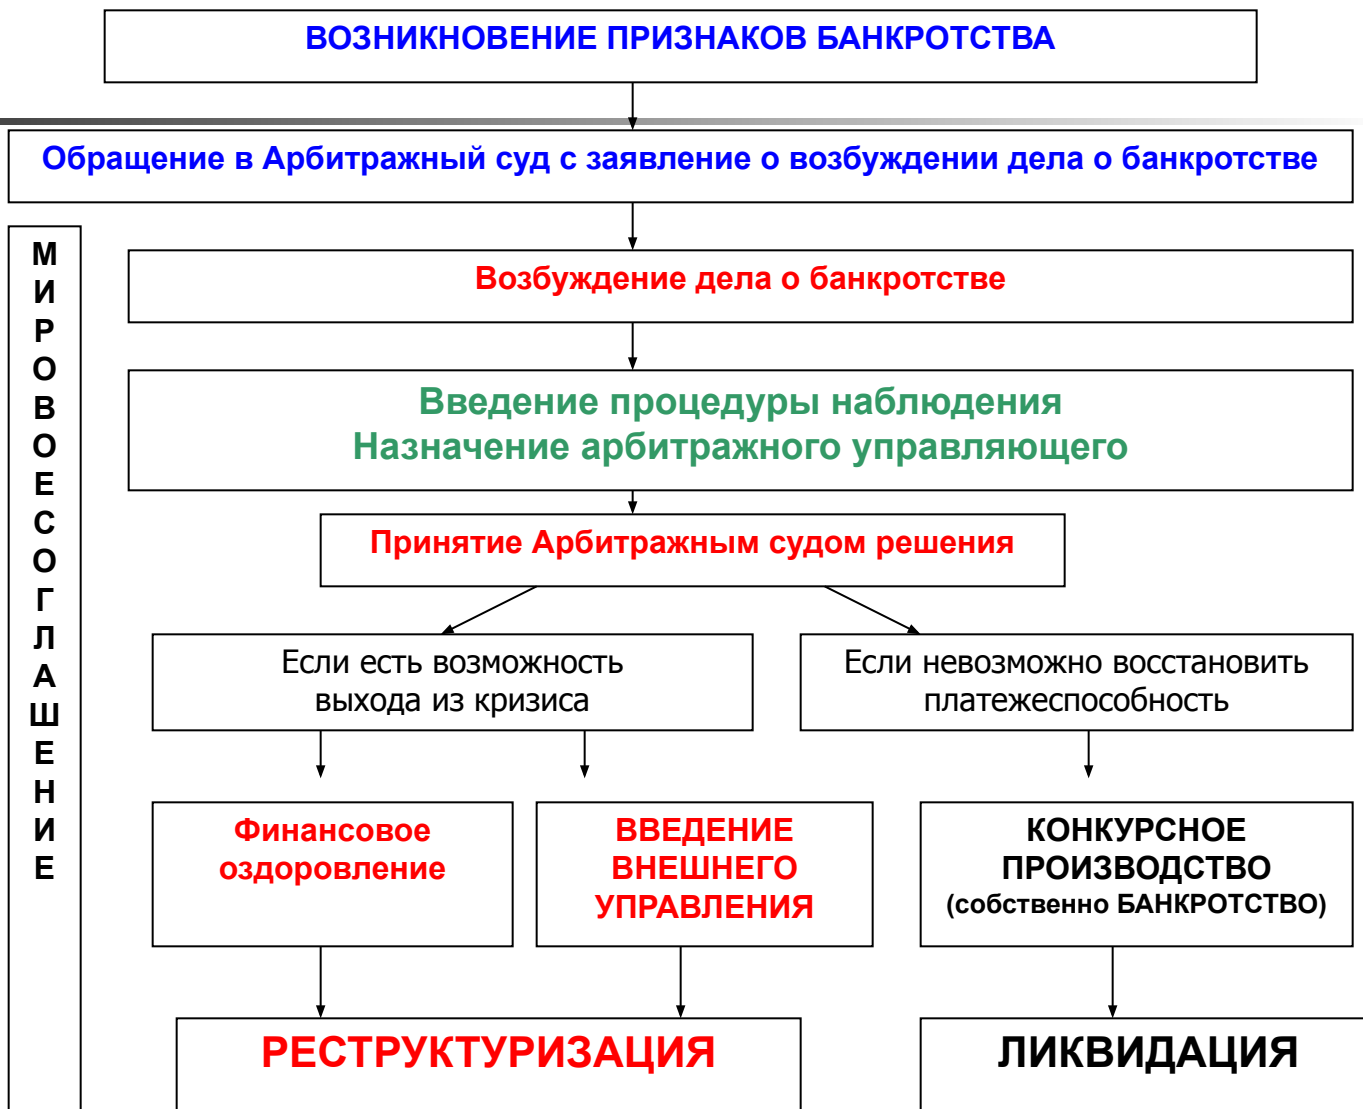 ВОЗНИКНОВЕНИЕ ПРИЗНАКОВ БАНКРОТСТВА
Обращение в Арбитражный суд с заявление о возбуждении дела о банкротстве
М
И
Р
О
В
О
Е
С
О
Г
Л
А
Ш
Е
Н
И
Е
Возбуждение дела о банкротстве
Введение процедуры наблюдения
Назначение арбитражного управляющего
Принятие Арбитражным судом решения
Если есть возможность
выхода из кризиса
Если невозможно восстановить
платежеспособность
Финансовое
оздоровление
ВВЕДЕНИЕ
ВНЕШНЕГО
УПРАВЛЕНИЯ
КОНКУРСНОЕ
ПРОИЗВОДСТВО
(собственно БАНКРОТСТВО)
РЕСТРУКТУРИЗАЦИЯ
ЛИКВИДАЦИЯ